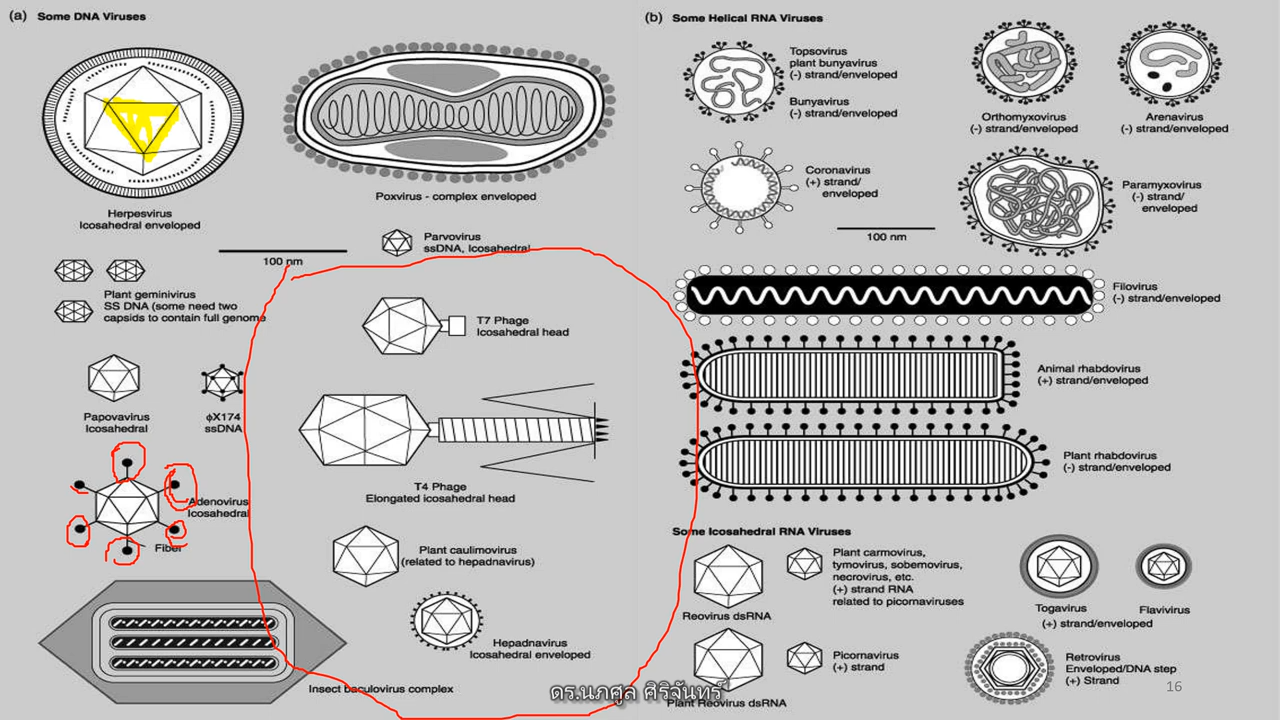 (a) Some DNA Viruses
Herpesvirus
Icosahedral enveloped
Poxvirus - complex enveloped
100 nm
Parvovirus
ssDNA, Icosahedral
Plant geminivirus
SS DNA (some need two
capsids to contain full genome
T7 Phage
Icosahedral head
Papovavirus
Icosahedral
ϕX174
ssDNA
T4 Phage
Elongated icosahedral head
Adenovirus
Icosahedral
Fiber
Plant caulimovirus
(related to hepadnavirus)
Hepadnavirus
Icosahedral enveloped
Insect baculovirus complex
(b) Some Helical RNA Viruses
Topsovirus
plant bunyavirus
(-) strand/enveloped
Bunyavirus
(-) strand/enveloped
Orthomyxovirus
(-) strand/enveloped
Arenavirus
(-) strand/enveloped
Coronavirus
(+) strand/
enveloped
Paramyxovirus
(-) strand/
enveloped
100 nm
Filovirus
(-) strand/enveloped
Animal rhabdovirus
(+) strand/enveloped
Plant rhabdovirus
(-) strand/enveloped
Some Icosahedral RNA Viruses
Reovirus dsRNA
Plant carmovirus,
tymovirus, sobemovirus,
necrovirus, etc.
(+) strand RNA
related to picornaviruses
Togavirus
Flavivirus
(+) strand/enveloped
Plant Reovirus dsRNA
Picornavirus
(+) strand
Retrovirus
Enveloped/DNA step
(+) Strand
ดร.นภศูล ศิริจันทร์
16